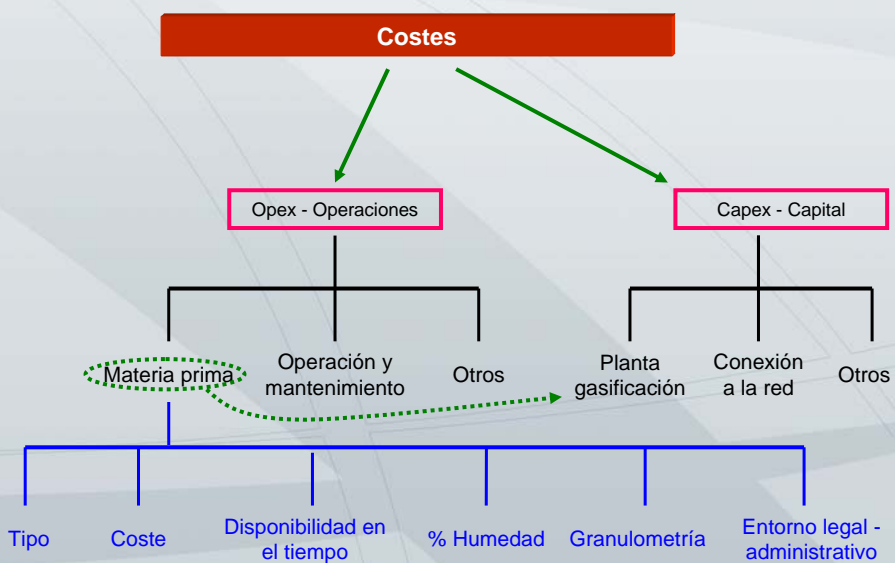 Costes
Opex - Operaciones
Capex - Capital
Materia prima
Operación y
mantenimiento
Otros
Planta
gasificación
Conexión
a la red
Otros
Tipo
Coste
Disponibilidad en
el tiempo
% Humedad
Granulometría
Entorno legal -
administrativo